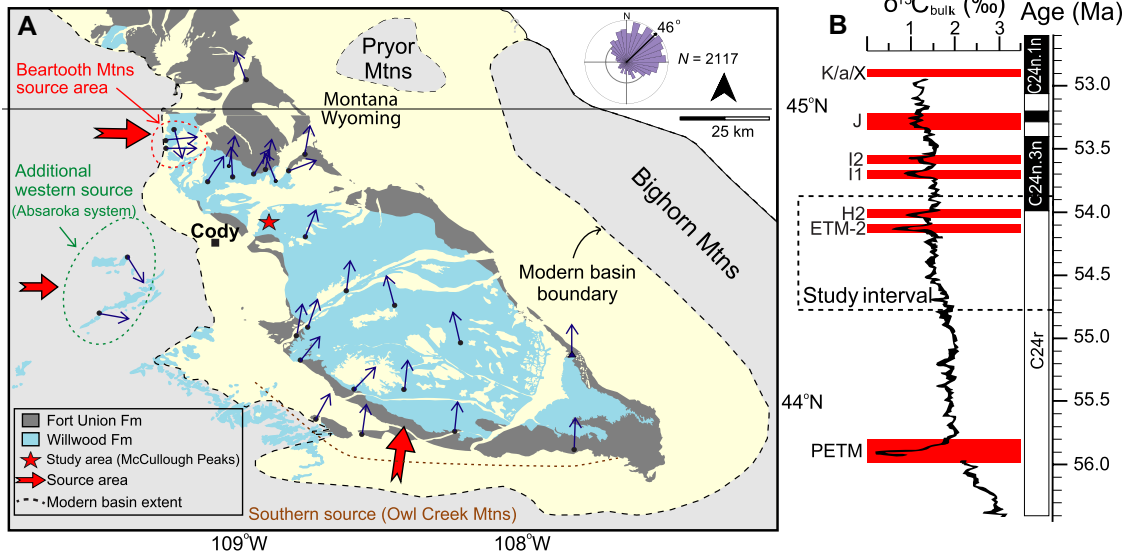 A
Pryor
Mtns
N
46°
N = 2117
25 km
Beartooth Mtns
source area
Montana
Wyoming
45°N
Additional
western source
(Absaroka system)
Cody
Bighorn Mtns
Modern basin
boundary
44°N
Fort Union Fm
Willwood Fm
Study area (McCullough Peaks)
Source area
Modern basin extent
Southern source (Owl Creek Mtns)
109°W
108°W
B
δ¹³C bulk (‰)
Age (Ma)
1
2
3
K/a/X
J
I2
I1
H2
ETM-2
Study interval
PETM
C24n.1n
C24n.3n
C24r
53.0
53.5
54.0
54.5
55.0
55.5
56.0